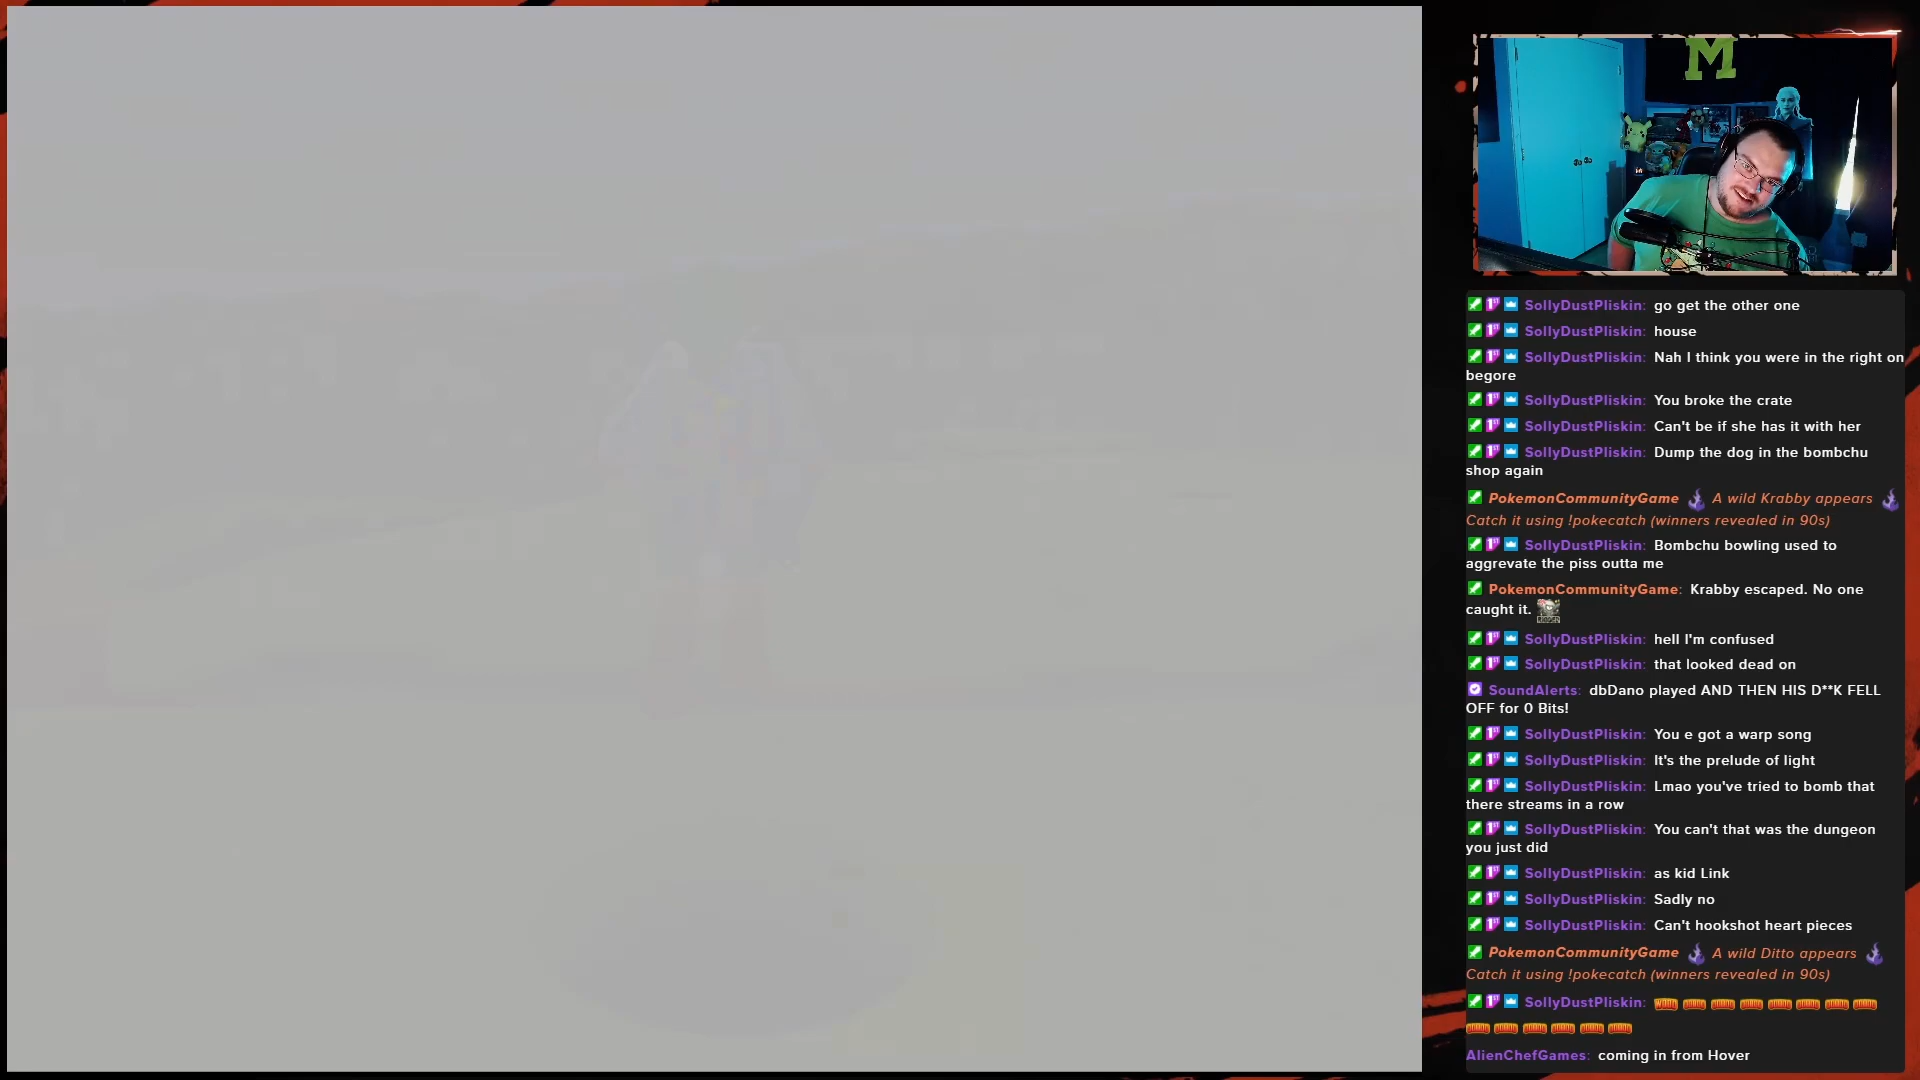 M
SollyDustPliskin: go get the other one
SollyDustPliskin: house
SollyDustPliskin: Nah I think you were in the right on
begore
SollyDustPliskin: You broke the crate
SollyDustPliskin: Can't be if she has it with her
SollyDustPliskin: Dump the dog in the bombchu
shop again
PokemonCommunityGame A wild Krabby appears
Catch it using !pokecatch (winners revealed in 90s)
SollyDustPliskin: Bombchu bowling used to
aggrevate the piss outta me
PokemonCommunityGame: Krabby escaped. No one
caught it.
SollyDustPliskin: hell I'm confused
SollyDustPliskin: that looked dead on
SoundAlerts: dbDano played AND THEN HIS D**K FELL
OFF for 0 Bits!
SollyDustPliskin: You e got a warp song
SollyDustPliskin: It's the prelude of light
SollyDustPliskin: Lmao you've tried to bomb that
there streams in a row
SollyDustPliskin: You can't that was the dungeon
you just did
SollyDustPliskin: as kid Link
SollyDustPliskin: Sadly no
SollyDustPliskin: Can't hookshot heart pieces
PokemonCommunityGame A wild Ditto appears
Catch it using !pokecatch (winners revealed in 90s)
SollyDustPliskin:
AlienChefGames: coming in from Hover